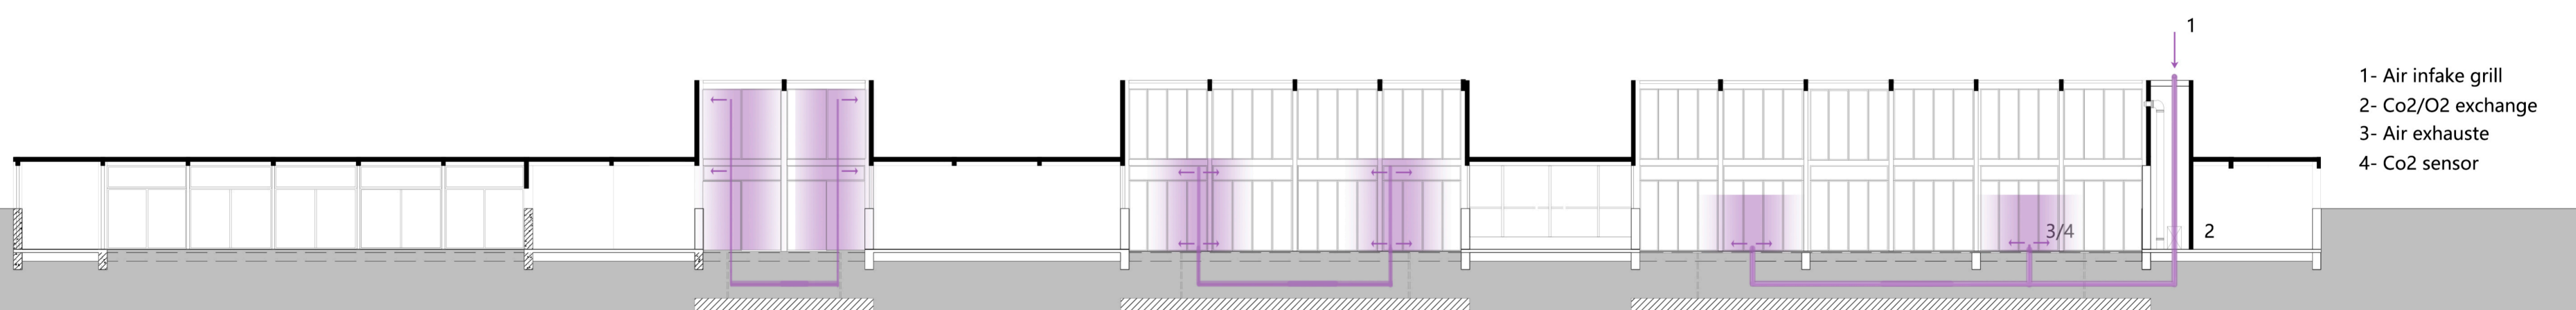 1
1- Air infake grill
2- Co2/O2 exchange
3- Air exhauste
4- Co2 sensor
3/4
2